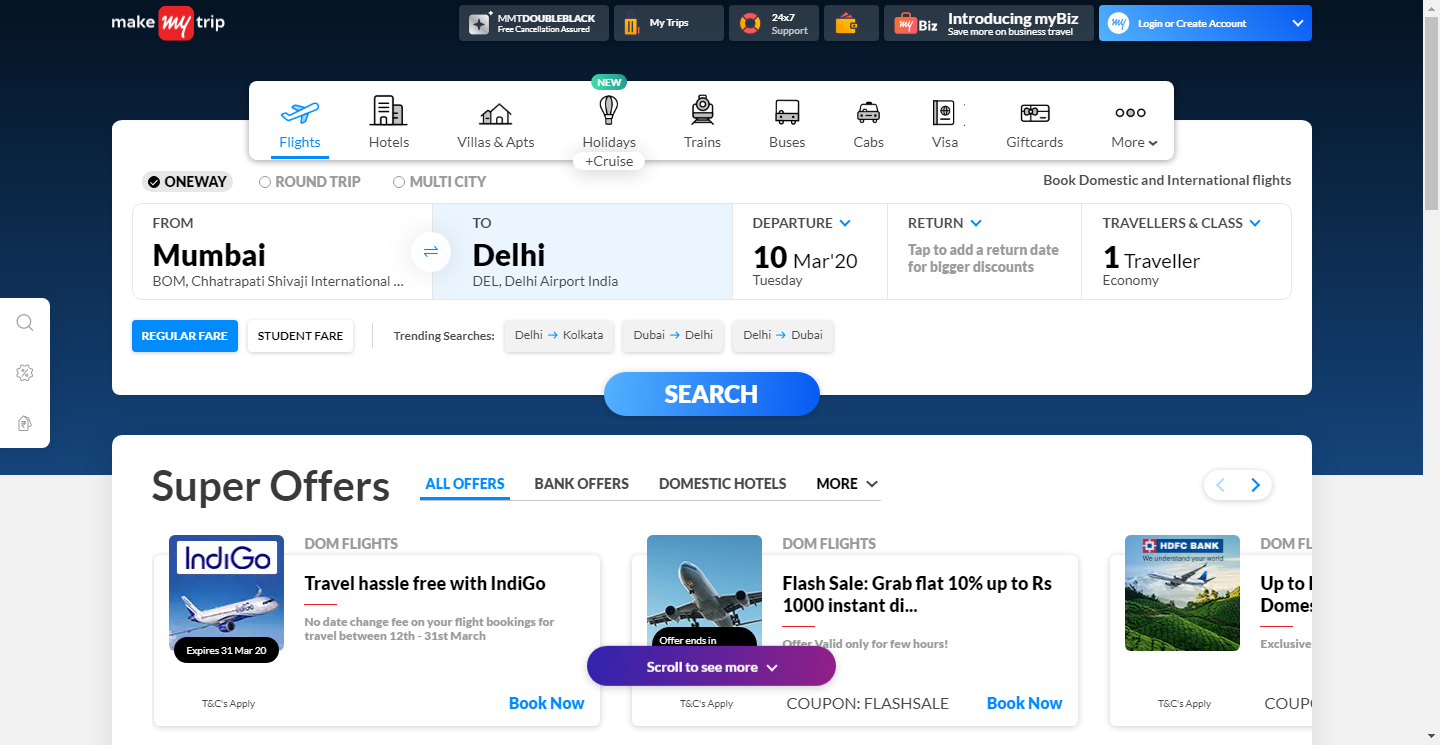 make my trip
MMTDOUBLEBLACK
Free Cancellation Assured
My Trips
24x7
Support
my Biz
Introducing myBiz
Save more on business travel
my
Login or Create Account
NEW
Flights
Hotels
Villas & Apts
Holidays
Trains
Buses
Cabs
Visa
Giftcards
More
+Cruise
ONEWAY
ROUND TRIP
MULTI CITY
Book Domestic and International flights
FROM
Mumbai
BOM, Chhatrapati Shivaji International ...
TO
Delhi
DEL, Delhi Airport India
DEPARTURE
10 Mar'20
Tuesday
RETURN
Tap to add a return date
for bigger discounts
TRAVELLERS & CLASS
1 Traveller
Economy
REGULAR FARE
STUDENT FARE
Trending Searches:
Delhi → Kolkata
Dubai → Delhi
Delhi → Dubai
SEARCH
Super Offers
ALL OFFERS
BANK OFFERS
DOMESTIC HOTELS
MORE
IndiGo
IndiGo
Expires 31 Mar 20
DOM FLIGHTS
Travel hassle free with IndiGo
No date change fee on your flight bookings for
travel between 12th - 31st March
T&C's Apply
Book Now
Offer ends in
DOM FLIGHTS
Flash Sale: Grab flat 10% up to Rs
1000 instant di...
Offer Valid only for few hours!
T&C's Apply
COUPON: FLASHSALE
Book Now
HDFC BANK
We understand your world
DOM FL
Up to
Domes
Exclusive
T&C's Apply
COUP
Scroll to see more